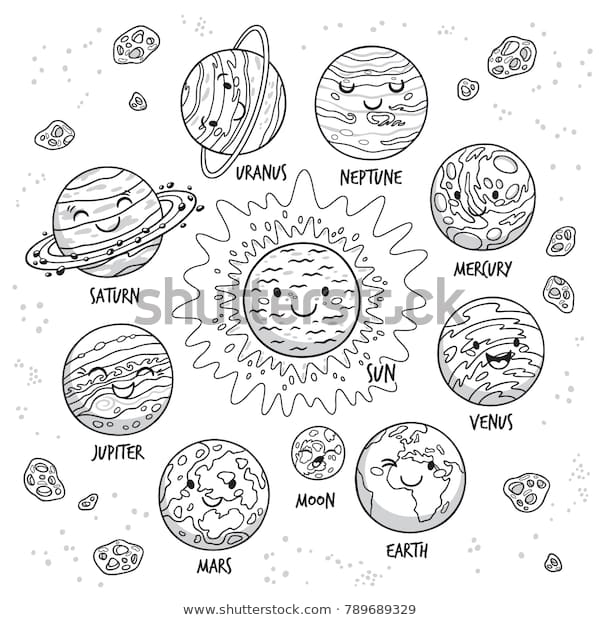 URANUS
NEPTUNE
MERCURY
SATURN
shutterstock
SUN
VENUS
JUPITER
MOON
EARTH
MARS
www.shutterstock.com · 789689329